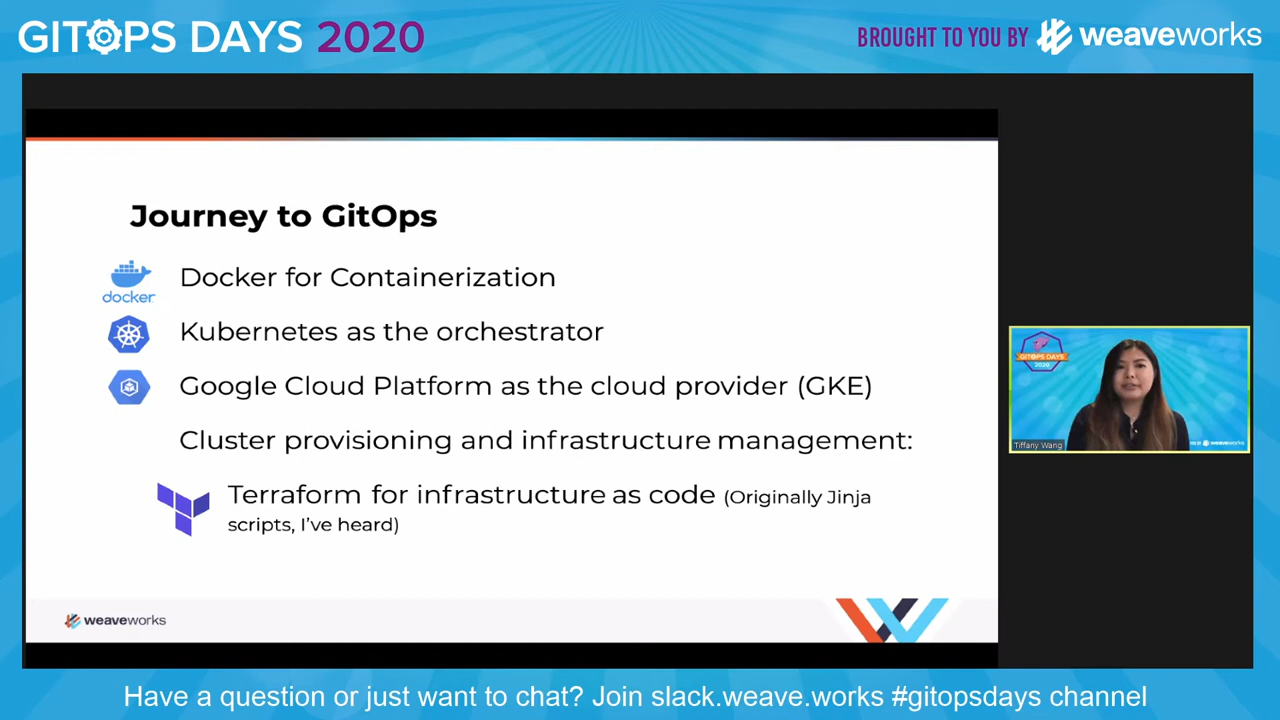 GITOPS DAYS 2020
BROUGHT TO YOU BY weaveworks
Journey to GitOps
docker
Docker for Containerization
Kubernetes as the orchestrator
Google Cloud Platform as the cloud provider (GKE)
Cluster provisioning and infrastructure management:
Terraform for infrastructure as code (Originally Jinja
scripts, I've heard)
GITOPS DAYS
2020
Tiffany Wang
YOU BY weaveworks
weaveworks
Have a question or just want to chat? Join slack.weave.works #gitopsdays channel